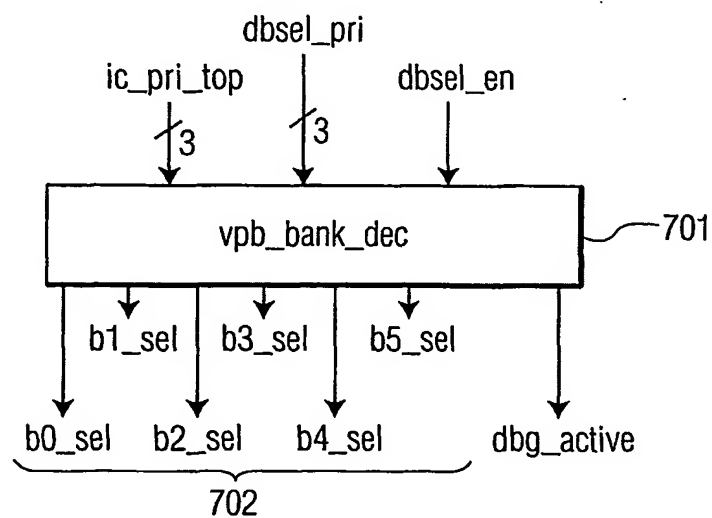 dbsel_pri
ic_pri_top
dbsel_en
3
3
vpb_bank_dec
701
b1_sel
b3_sel
b5_sel
b0_sel
b2_sel
b4_sel
dbg_active
702